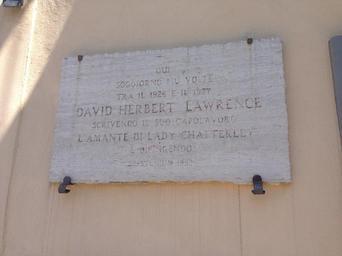 QUI
SOGGIORNÒ PIÙ VOLTE
TRA IL 1926 E IL 1927
DAVID HERBERT LAWRENCE
SCRIVENDO IL SUO CAPOLAVORO
L'AMANTE DI LADY CHATTERLEY
E DIPINGENDO